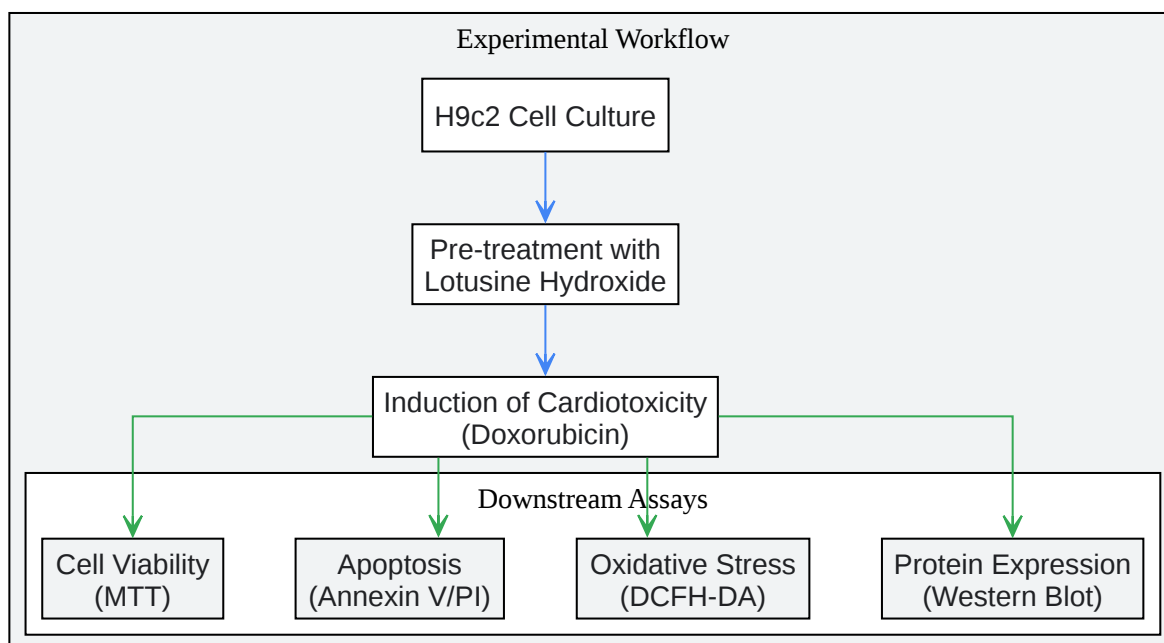 Experimental Workflow
H9c2 Cell Culture
Pre-treatment with
Lotusine Hydroxide
Induction of Cardiotoxicity
(Doxorubicin)
Downstream Assays
Cell Viability
(MTT)
Apoptosis
(Annexin V/PI)
Oxidative Stress
(DCFH-DA)
Protein Expression
(Western Blot)